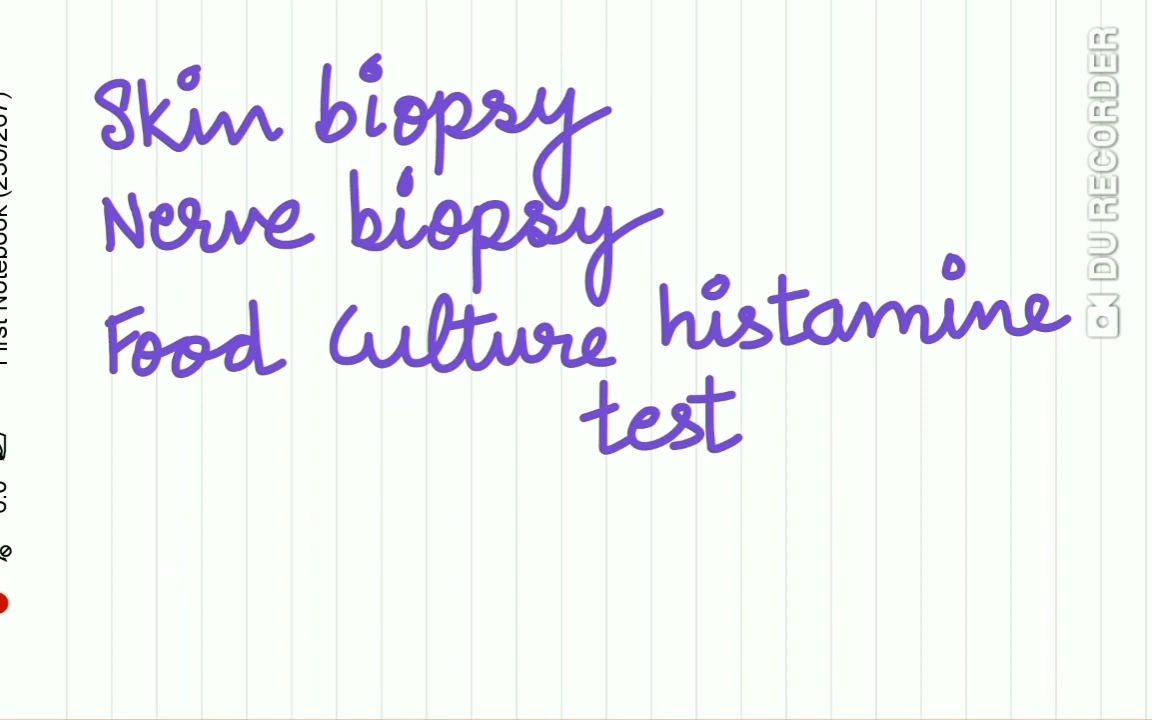 Skin biopsy
Nerve biopsy
Food Culture histamine
test
DU RECORDER